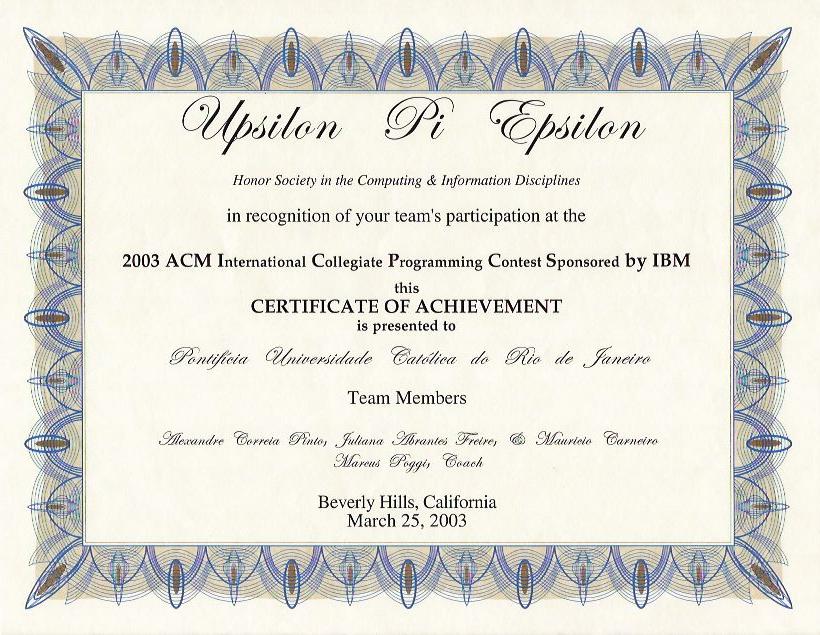 Upsilon Pi Epsilon
Honor Society in the Computing & Information Disciplines
in recognition of your team's participation at the
2003 ACM International Collegiate Programming Contest Sponsored by IBM
this
CERTIFICATE OF ACHIEVEMENT
is presented to
Pontifícia Universidade Católica do Rio de Janeiro
Team Members
Alexandre Correia Pinto, Juliana Abrantes Freire, & Mauricio Carneiro
Marcus Poggi, Coach
Beverly Hills, California
March 25, 2003